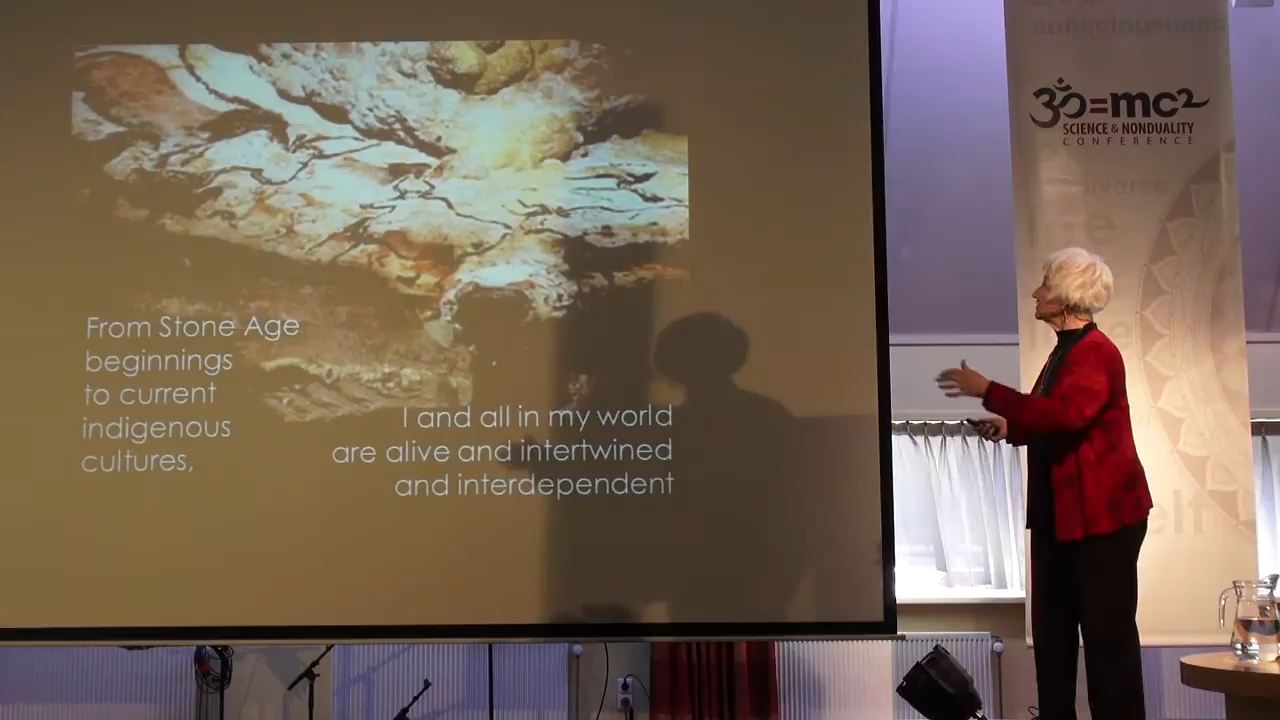 From Stone Age
beginnings
to current
indigenous
cultures,
I and all in my world
are alive and intertwined
and interdependent
consciousness
ॐ=mc2
SCIENCE & NONDUALITY
CONFERENCE
universe